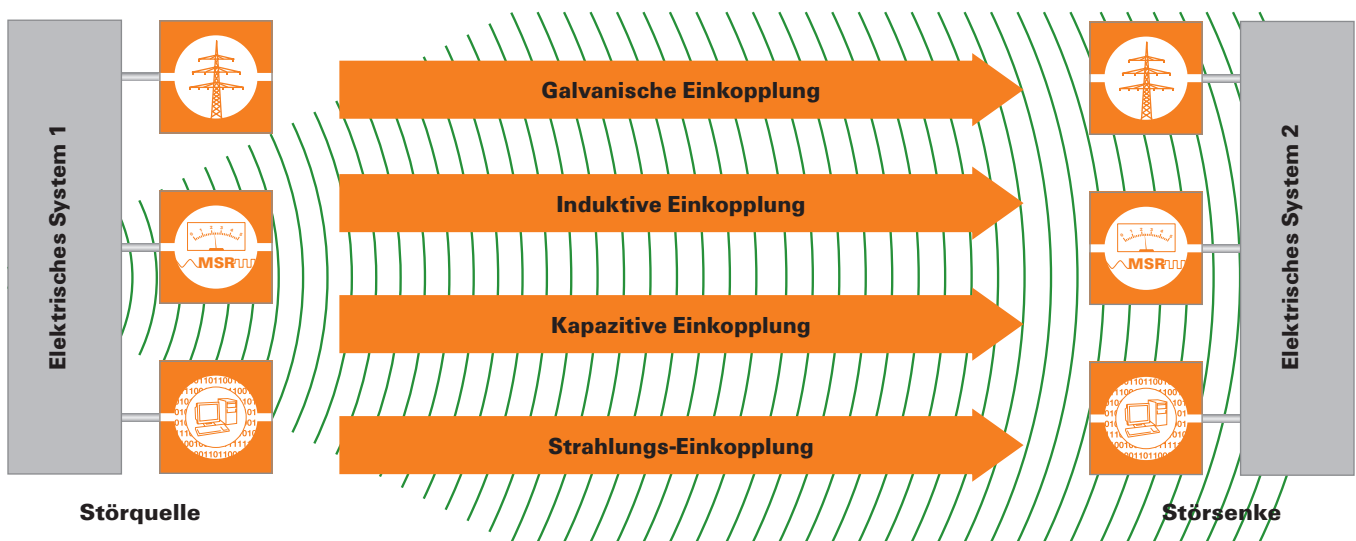 Elektrisches System 1
Galvanische Einkopplung
Induktive Einkopplung
MSR
Kapazitive Einkopplung
Strahlungs-Einkopplung
Störquelle
MSR
Elektrisches System 2
Störsenke